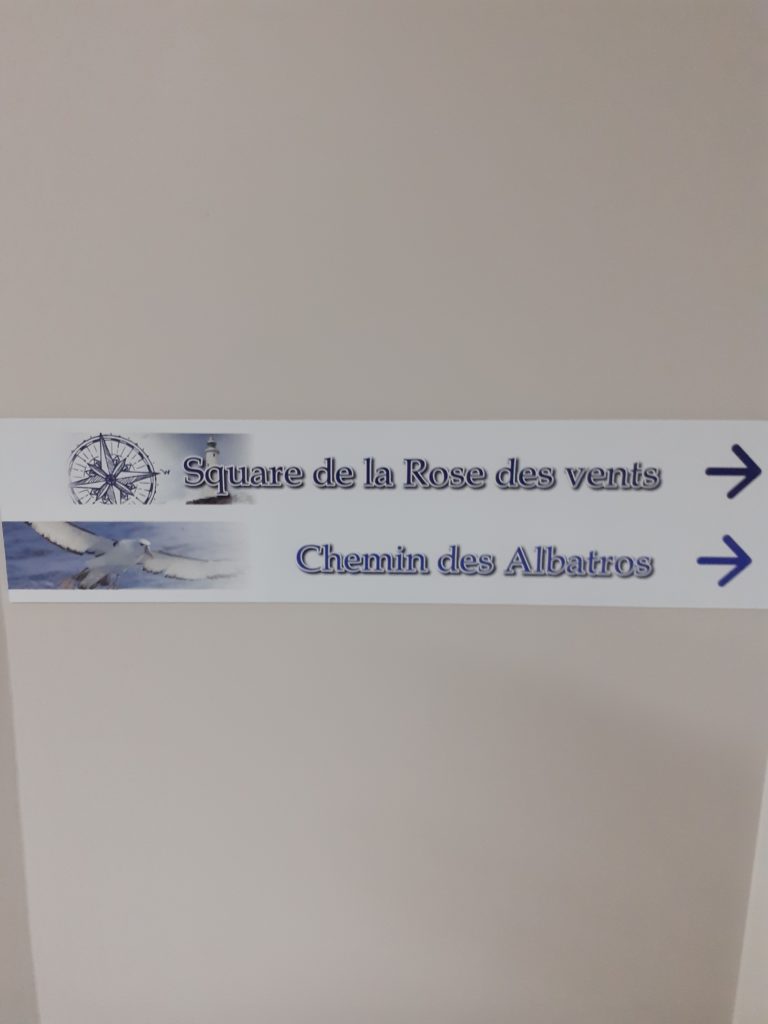 Square de la Rose des vents
Chemin des Albatros